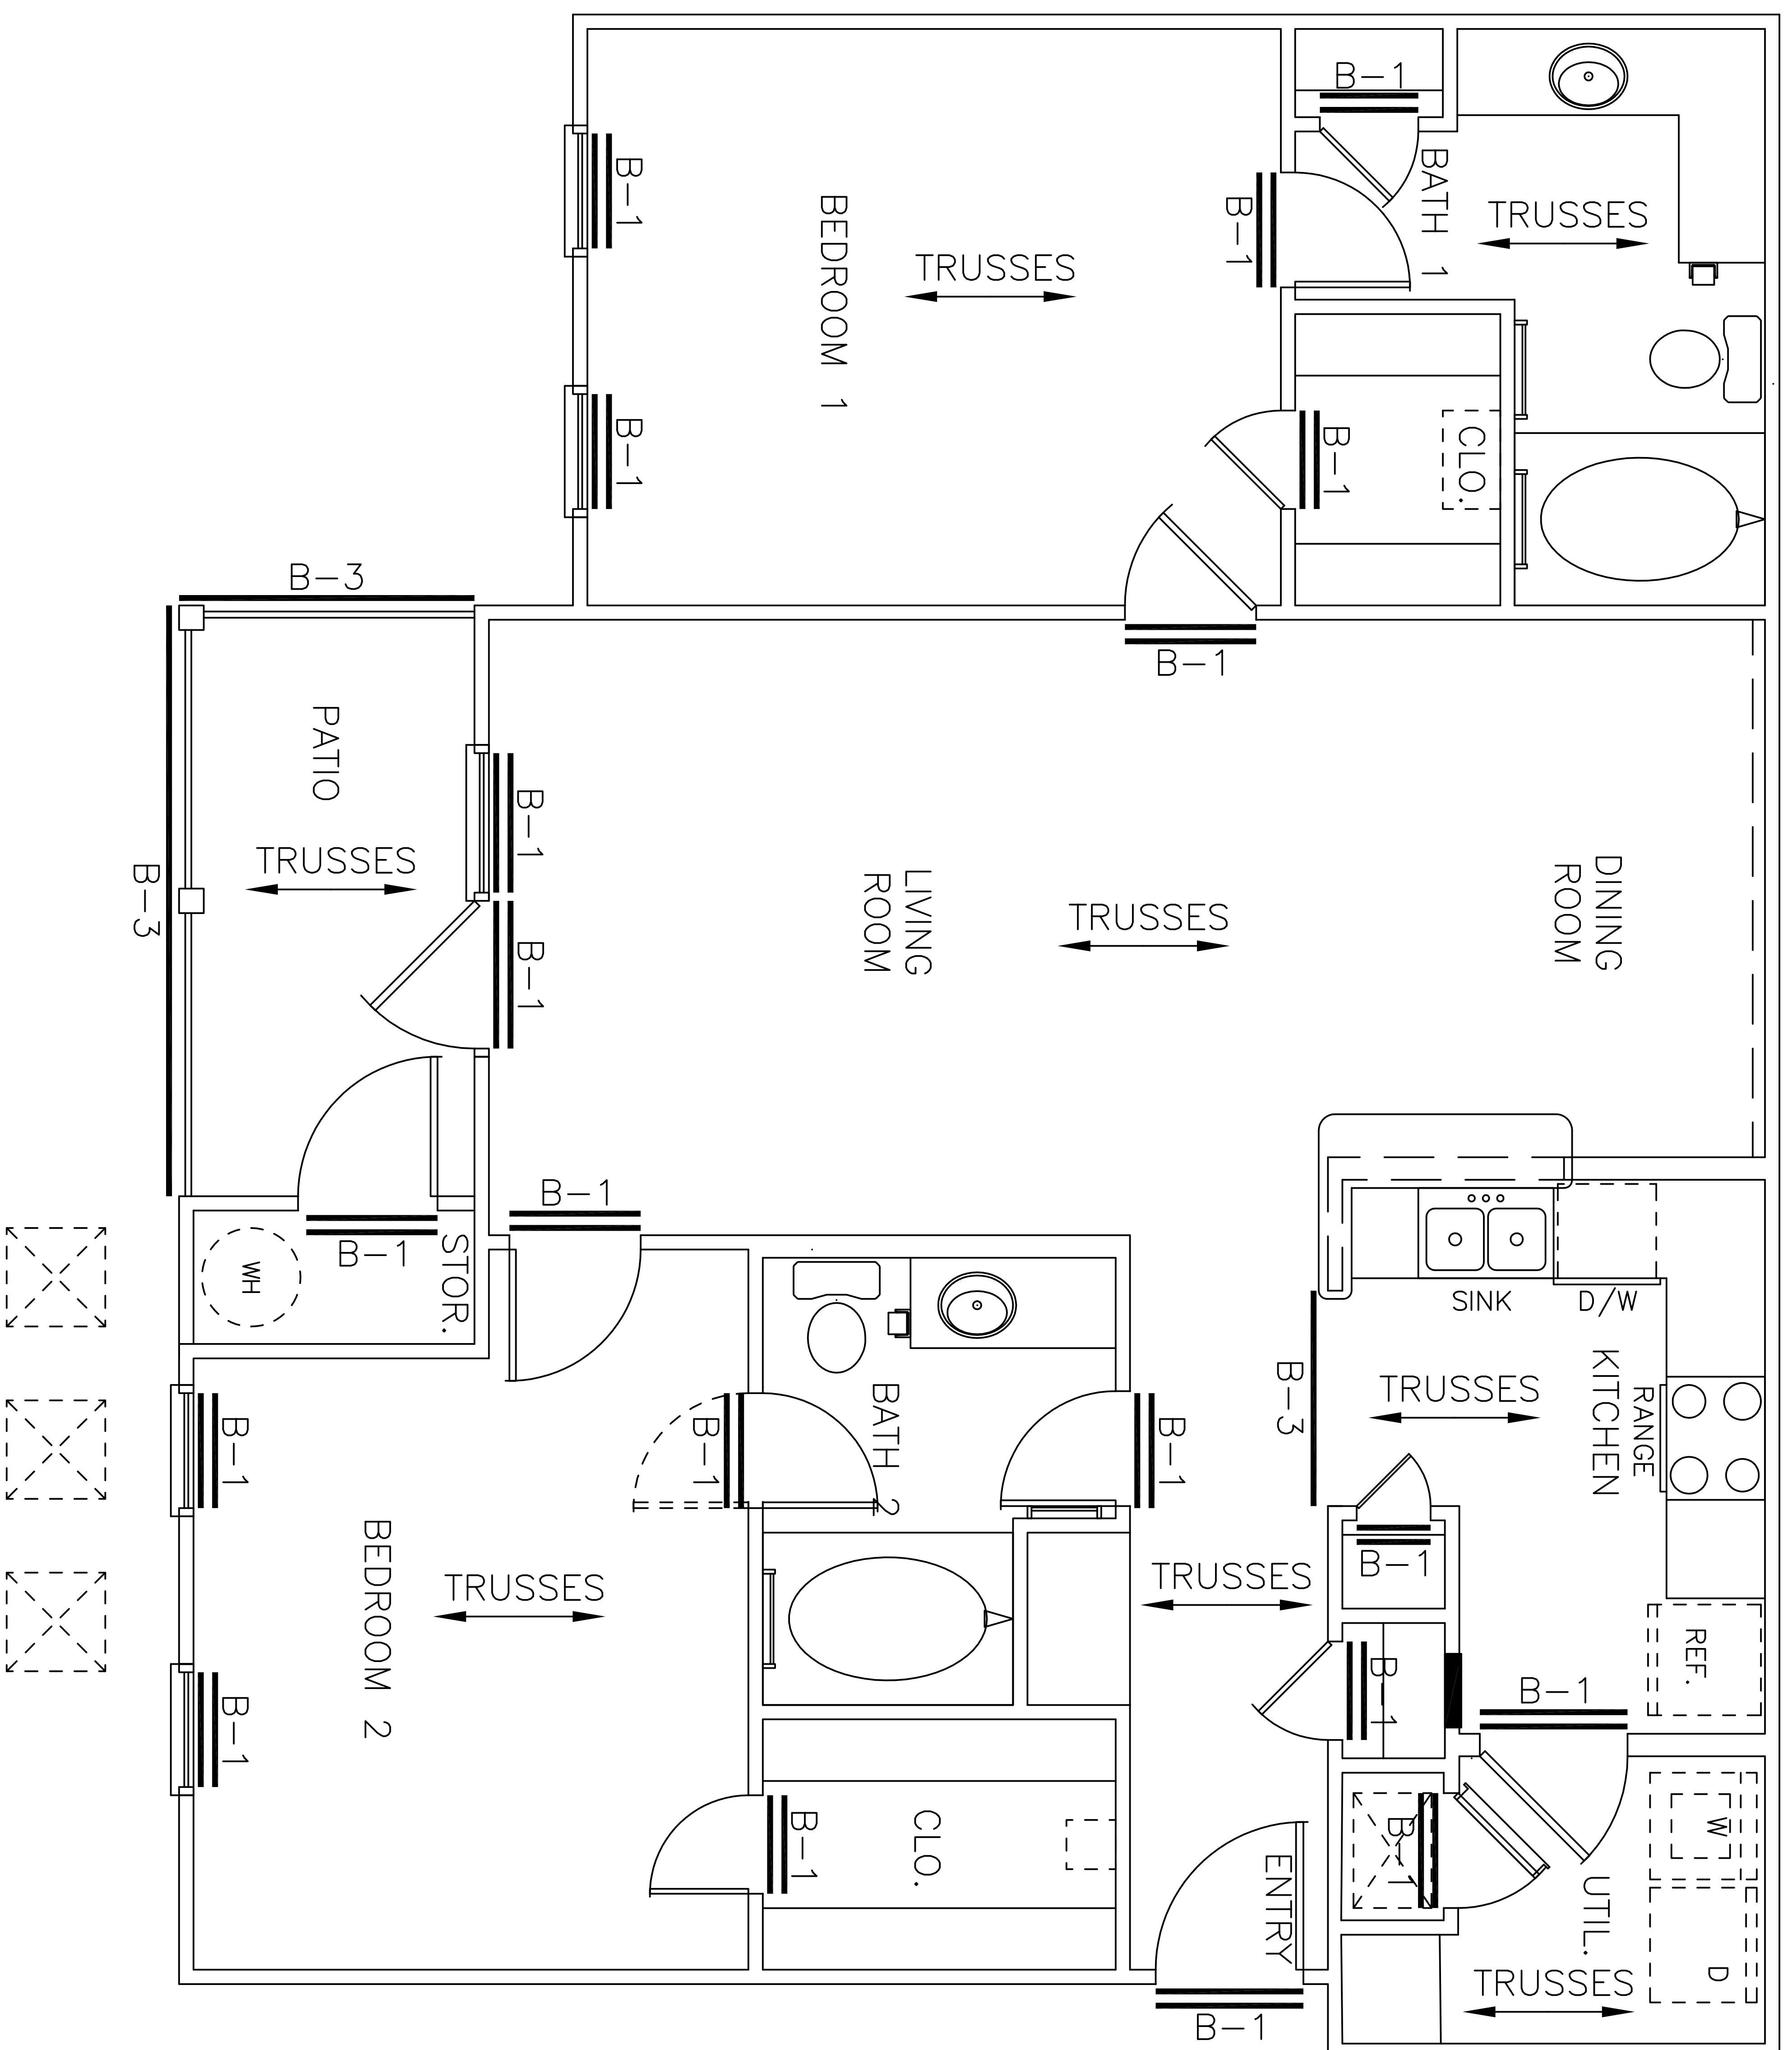 B-1
BATH 1
TRUSSES
B-1
BEDROOM 1
TRUSSES
B-1
B-1
B-1
CLO.
B-3
B-1
PATIO
TRUSSES
B-3
B-1
B-1
LIVING
ROOM
TRUSSES
DINING
ROOM
B-1
B-1
STOR.
WH
SINK
D/W
B-3
KITCHEN
RANGE
TRUSSES
B-1
B-1
BATH 2
B-1
BEDROOM 2
TRUSSES
TRUSSES
B-1
REF.
B-1
B-1
B-1
B-1
CLO.
B-1
W
UTIL.
ENTRY
D
TRUSSES
B-1